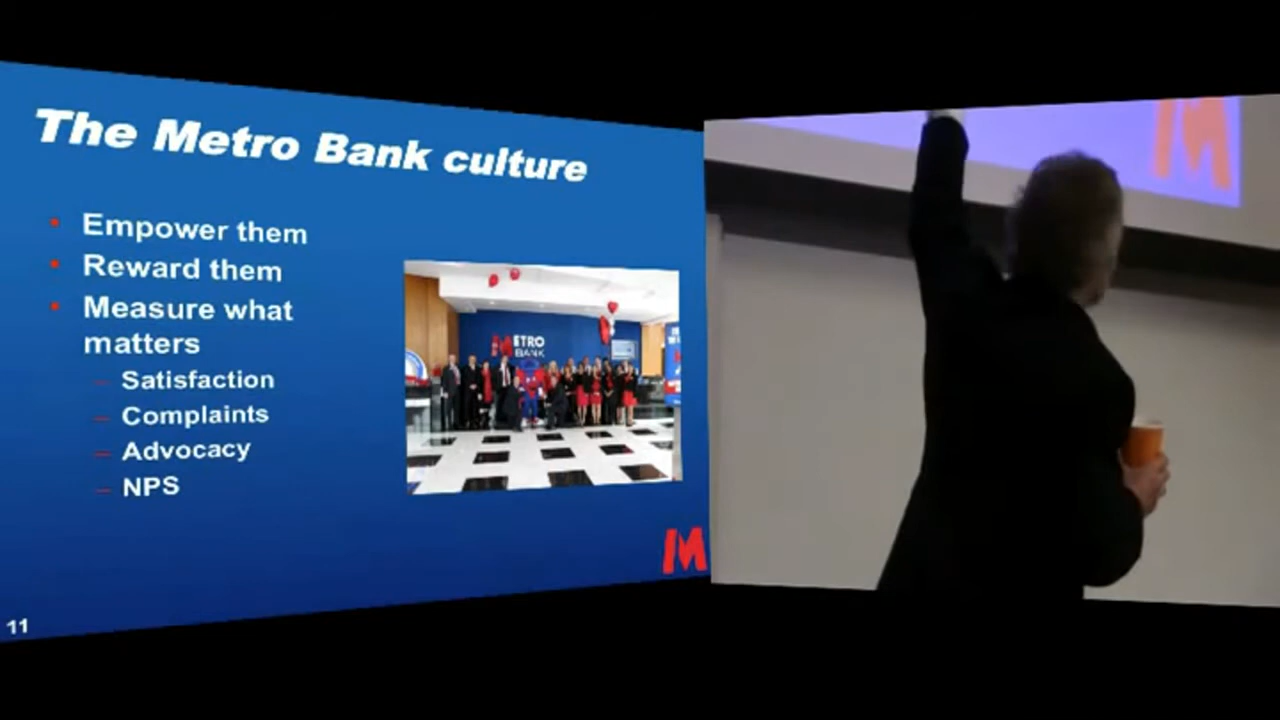 The Metro Bank culture
Empower them
Reward them
Measure what
matters
Satisfaction
Complaints
Advocacy
NPS
METRO
BANK
M
11
M